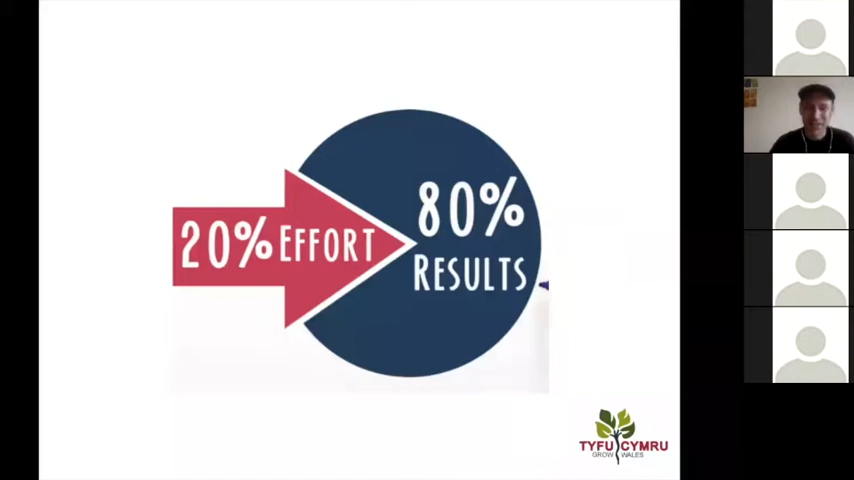 20% EFFORT
80%
RESULTS
TYFU CYMRU
GROW WALES